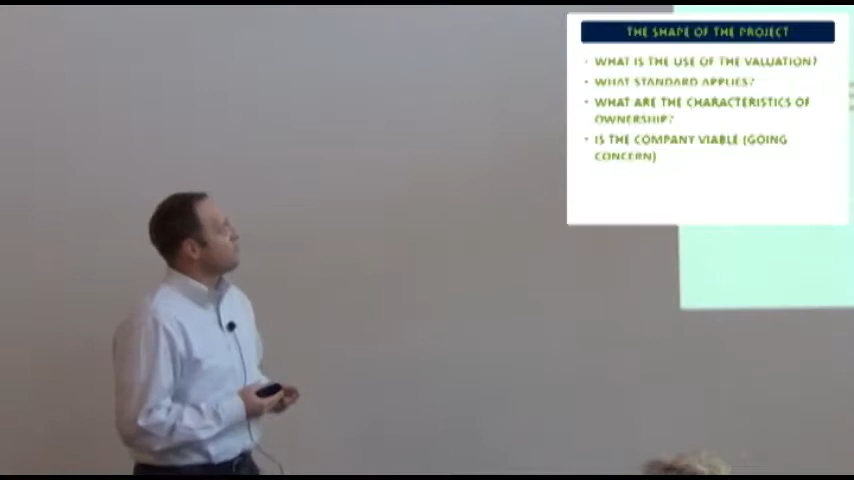 THE SHAPE OF THE PROJECT
• WHAT IS THE USE OF THE VALUATION?
• WHAT STANDARD APPLIES?
• WHAT ARE THE CHARACTERISTICS OF
OWNERSHIP?
• IS THE COMPANY VIABLE (GOING
CONCERN)